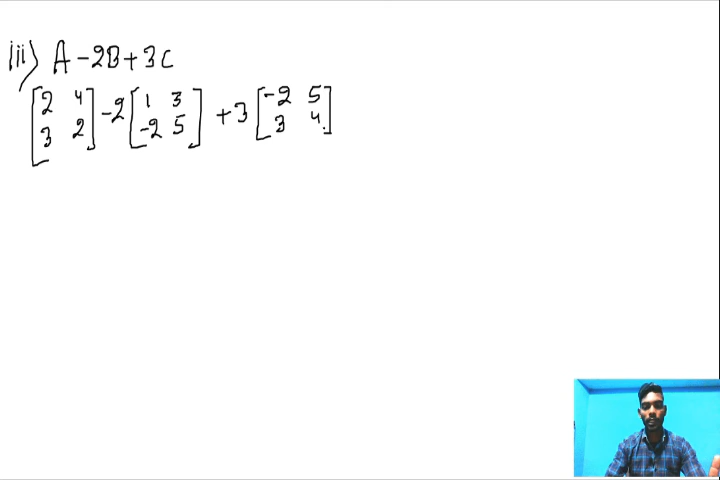 iii) A - 2B + 3C
[2 4 -2 [1 3 + 3 [-2 5
3 2] -2 5] 3 4]